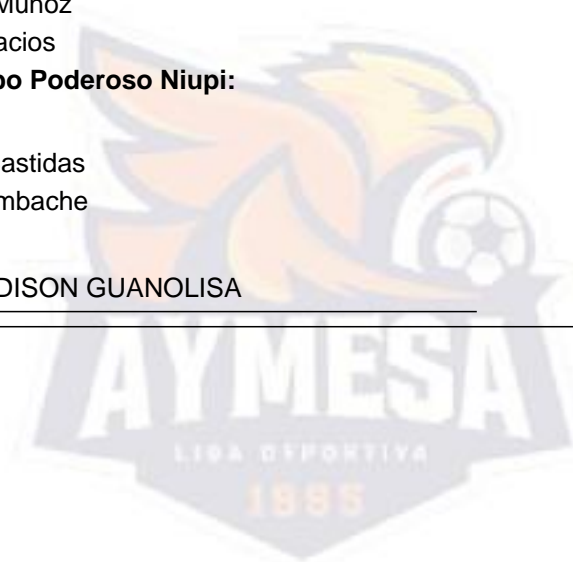 Muñoz
acios
po Poderoso Niupi:
astidas
mbache
DISON GUANOLISA
AYMESA
LIGA DEPORTIVA
1995